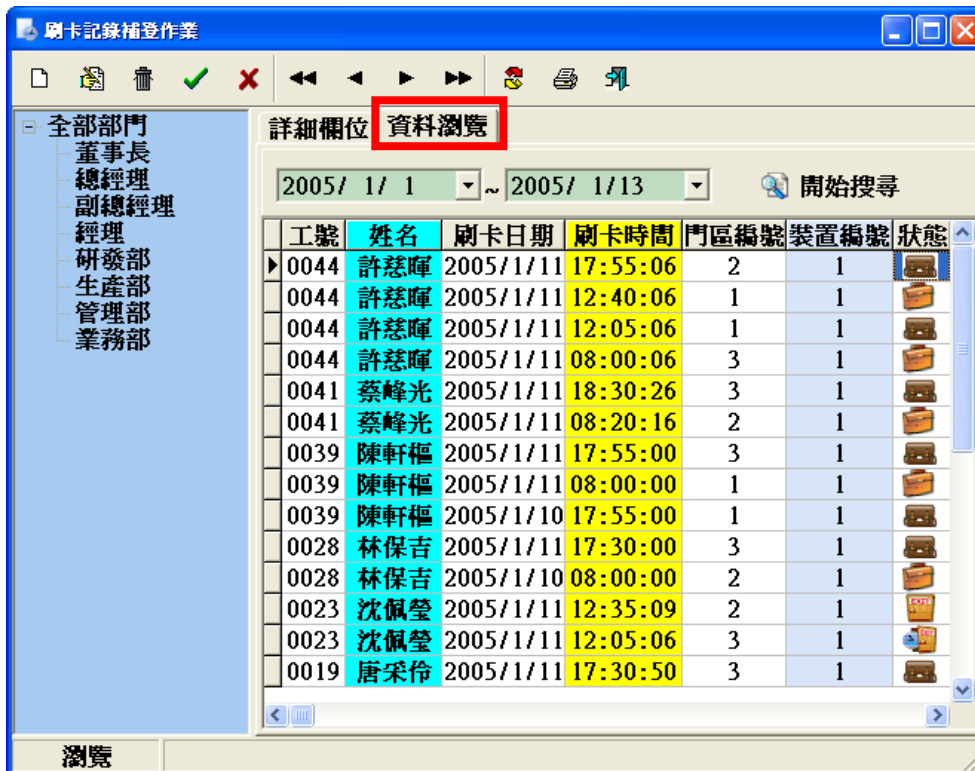 刷卡記錄補登作業
全部部門
董事長
總經理
副總經理
經理
研發部
生產部
管理部
業務部
詳細欄位 資料瀏覽
2005/ 1/ 1 ~ 2005/ 1/13 開始搜尋
工號 姓名 刷卡日期 刷卡時間 門區編號 裝置編號 狀態
0044 許慈暉 2005/1/11 17:55:06 2 1
0044 許慈暉 2005/1/11 12:40:06 1 1
0044 許慈暉 2005/1/11 12:05:06 1 1
0044 許慈暉 2005/1/11 08:00:06 3 1
0041 蔡峰光 2005/1/11 18:30:26 3 1
0041 蔡峰光 2005/1/11 08:20:16 2 1
0039 陳軒樞 2005/1/11 17:55:00 3 1
0039 陳軒樞 2005/1/11 08:00:00 1 1
0039 陳軒樞 2005/1/10 17:55:00 1 1
0028 林保吉 2005/1/11 17:30:00 3 1
0028 林保吉 2005/1/10 08:00:00 2 1
0023 沈佩瑩 2005/1/11 12:35:09 2 1
0023 沈佩瑩 2005/1/11 12:05:06 3 1
0019 唐采伶 2005/1/11 17:30:50 3 1
瀏覽